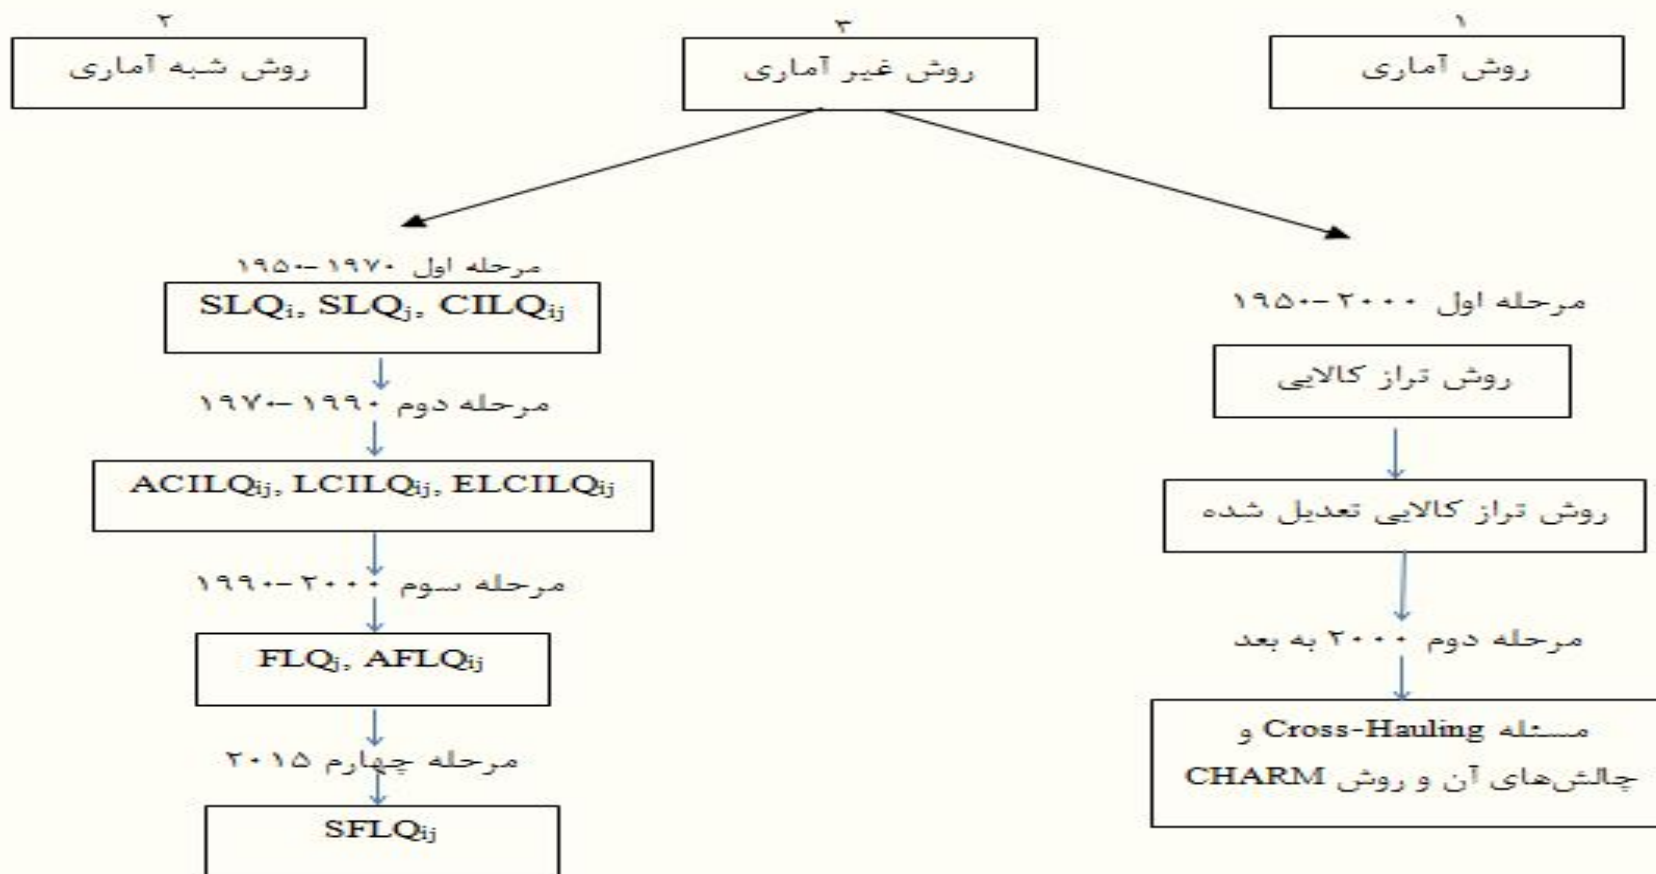 ۱
روش آماری
۳
روش غیر آماری
۲
روش شبه آماری
مرحله اول ۲۰۰۰-۱۹۵۰
روش تراز کالایی
روش تراز کالایی تعدیل شده
مرحله دوم ۲۰۰۰ به بعد
مسئله Cross-Hauling و
چالش‌های آن و روش CHARM
مرحله اول ۱۹۷۰-۱۹۵۰
SLQi, SLQj, CILQij
مرحله دوم ۱۹۹۰-۱۹۷۰
ACILQij, LCILQij, ELCILQij
مرحله سوم ۲۰۰۰-۱۹۹۰
FLQj, AFLQij
مرحله چهارم ۲۰۱۵
SFLQij